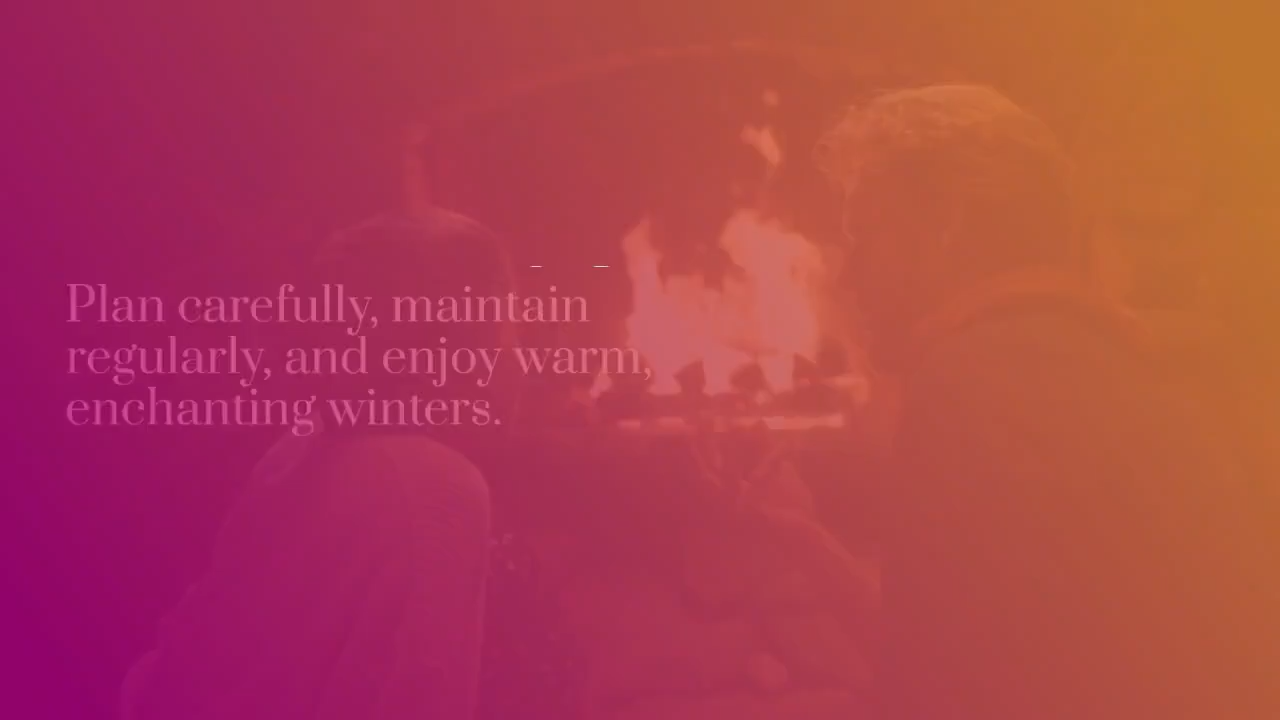 Plan carefully, maintain
regularly, and enjoy warm,
enchanting winters.